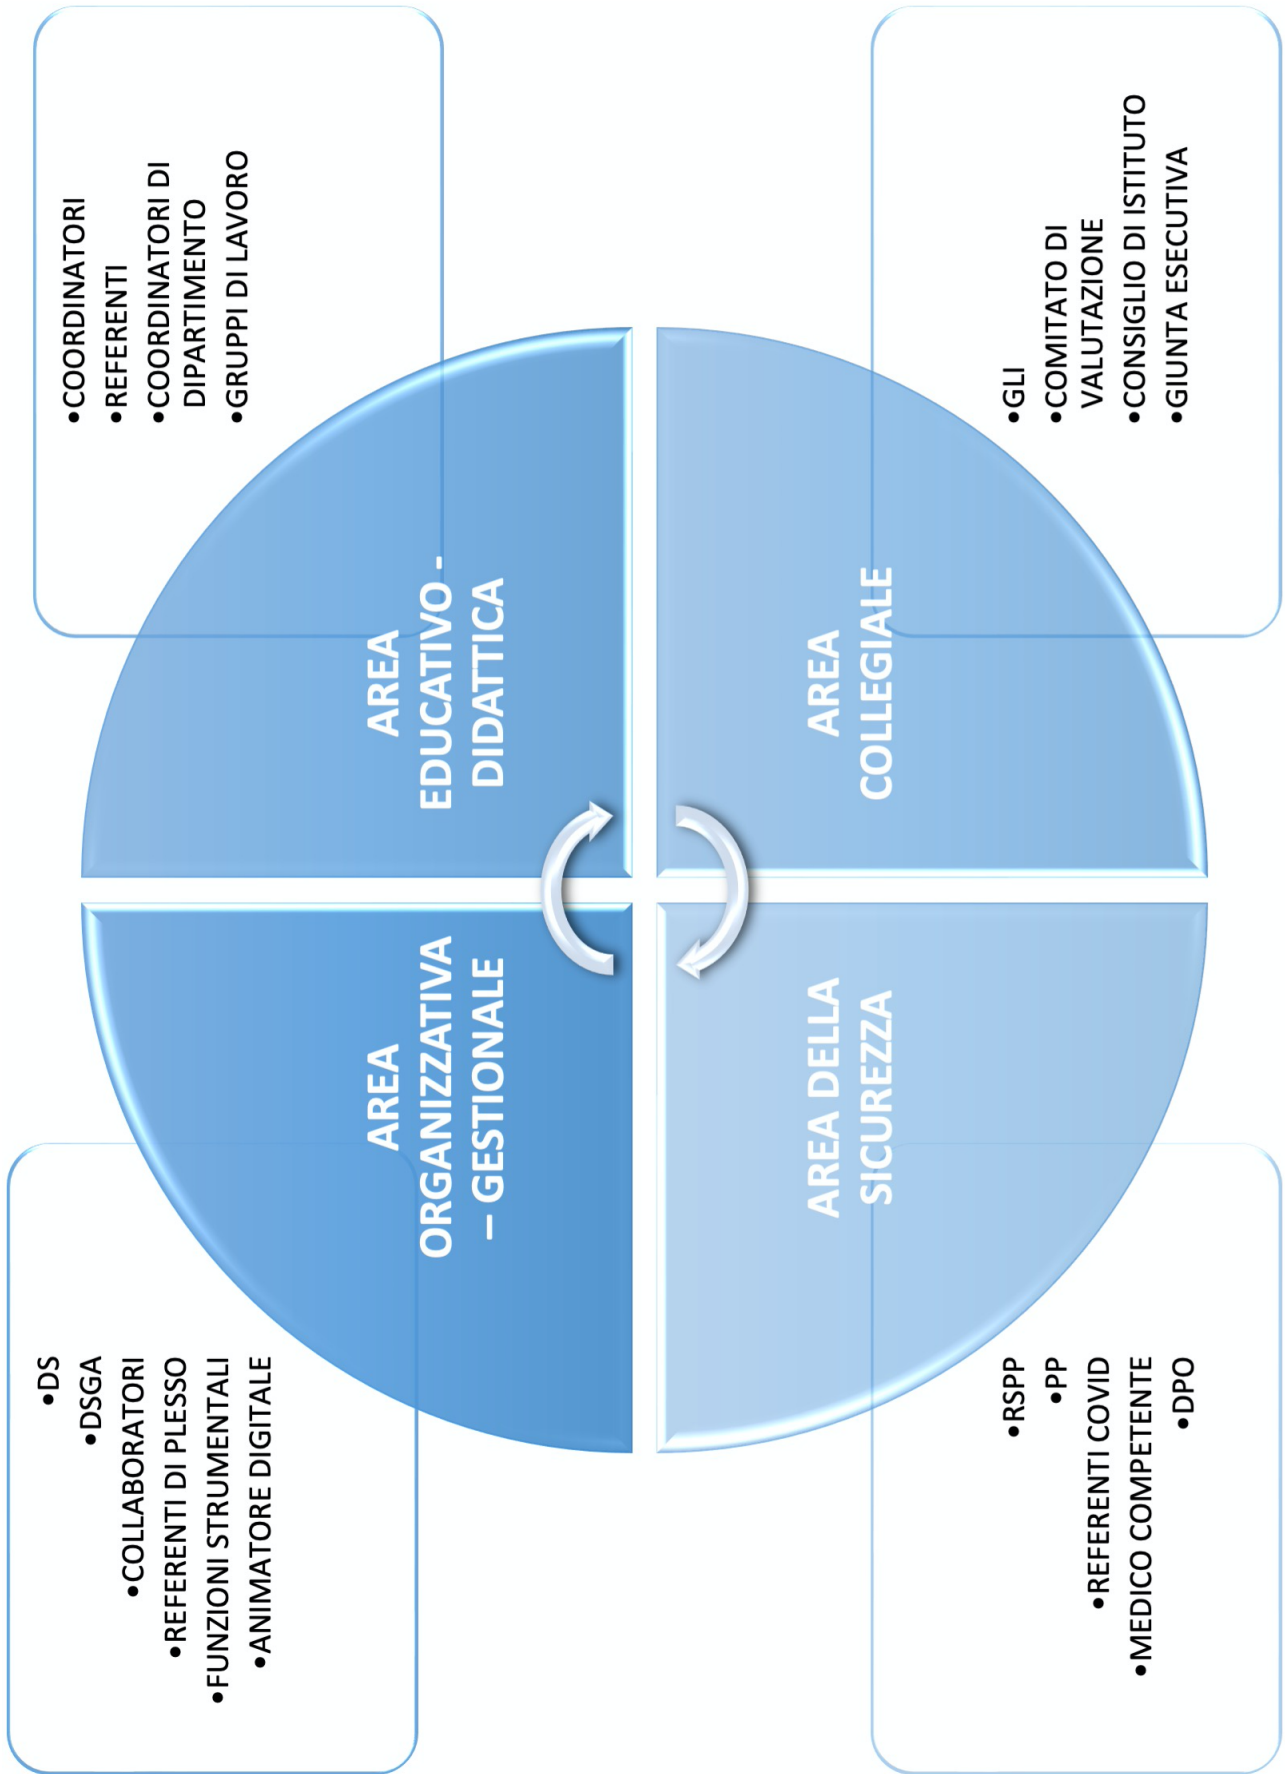 •DS
•DSGA
•COLLABORATORI
•REFERENTI DI PLESSO
•FUNZIONI STRUMENTALI
•ANIMATORE DIGITALE
AREA
ORGANIZZATIVA
– GESTIONALE
•COORDINATORI
•REFERENTI
•COORDINATORI DI
DIPARTIMENTO
•GRUPPI DI LAVORO
AREA
EDUCATIVO -
DIDATTICA
•RSPP
•PP
•REFERENTI COVID
•MEDICO COMPETENTE
•DPO
AREA DELLA
SICUREZZA
•GLI
•COMITATO DI
VALUTAZIONE
•CONSIGLIO DI ISTITUTO
•GIUNTA ESECUTIVA
AREA
COLLEGIALE